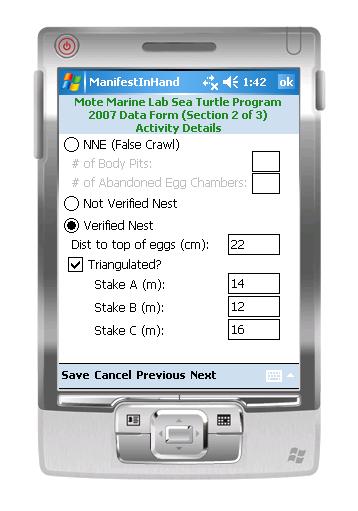 ManifestInHand 1:42 ok
Mote Marine Lab Sea Turtle Program
2007 Data Form (Section 2 of 3)
Activity Details
NNE (False Crawl)
# of Body Pits:
# of Abandoned Egg Chambers:
Not Verified Nest
Verified Nest
Dist to top of eggs (cm): 22
Triangulated?
Stake A (m): 14
Stake B (m): 12
Stake C (m): 16
Save Cancel Previous Next